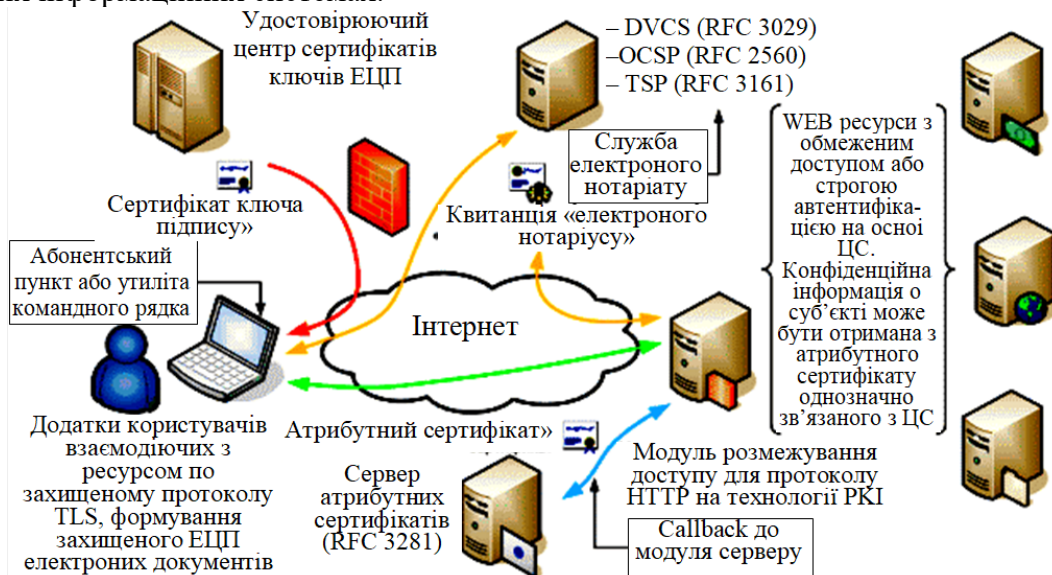 Удостовірюючий
центр сертифікатів
ключів ЕЦП
– DVCS (RFC 3029)
–OCSP (RFC 2560)
– TSP (RFC 3161)
Служба
електроного
нотаріату
Сертифікат ключа
підпису»
Квитанція «електроного
нотаріусу»
WEB ресурси з
обмеженим
доступом або
строгою
автентифіка-
цією на осноі
ЦС.
Конфіденційна
інформація о
суб’єкті може
бути отримана з
атрибутного
сертифікату
однозначно
зв’язаного з ЦС
Абонентський
пункт або утиліта
командного рядка
Інтернет
Додатки користувачів
взаємодіючих з
ресурсом по
захищеному протоколу
TLS, формування
захищеного ЕЦП
електроних документів
Атрибутний сертифікат»
Сервер
атрибутних
сертифікатів
(RFC 3281)
Модуль розмежування
доступу для протоколу
HTTP на технології PKI
Callback до
модуля серверу